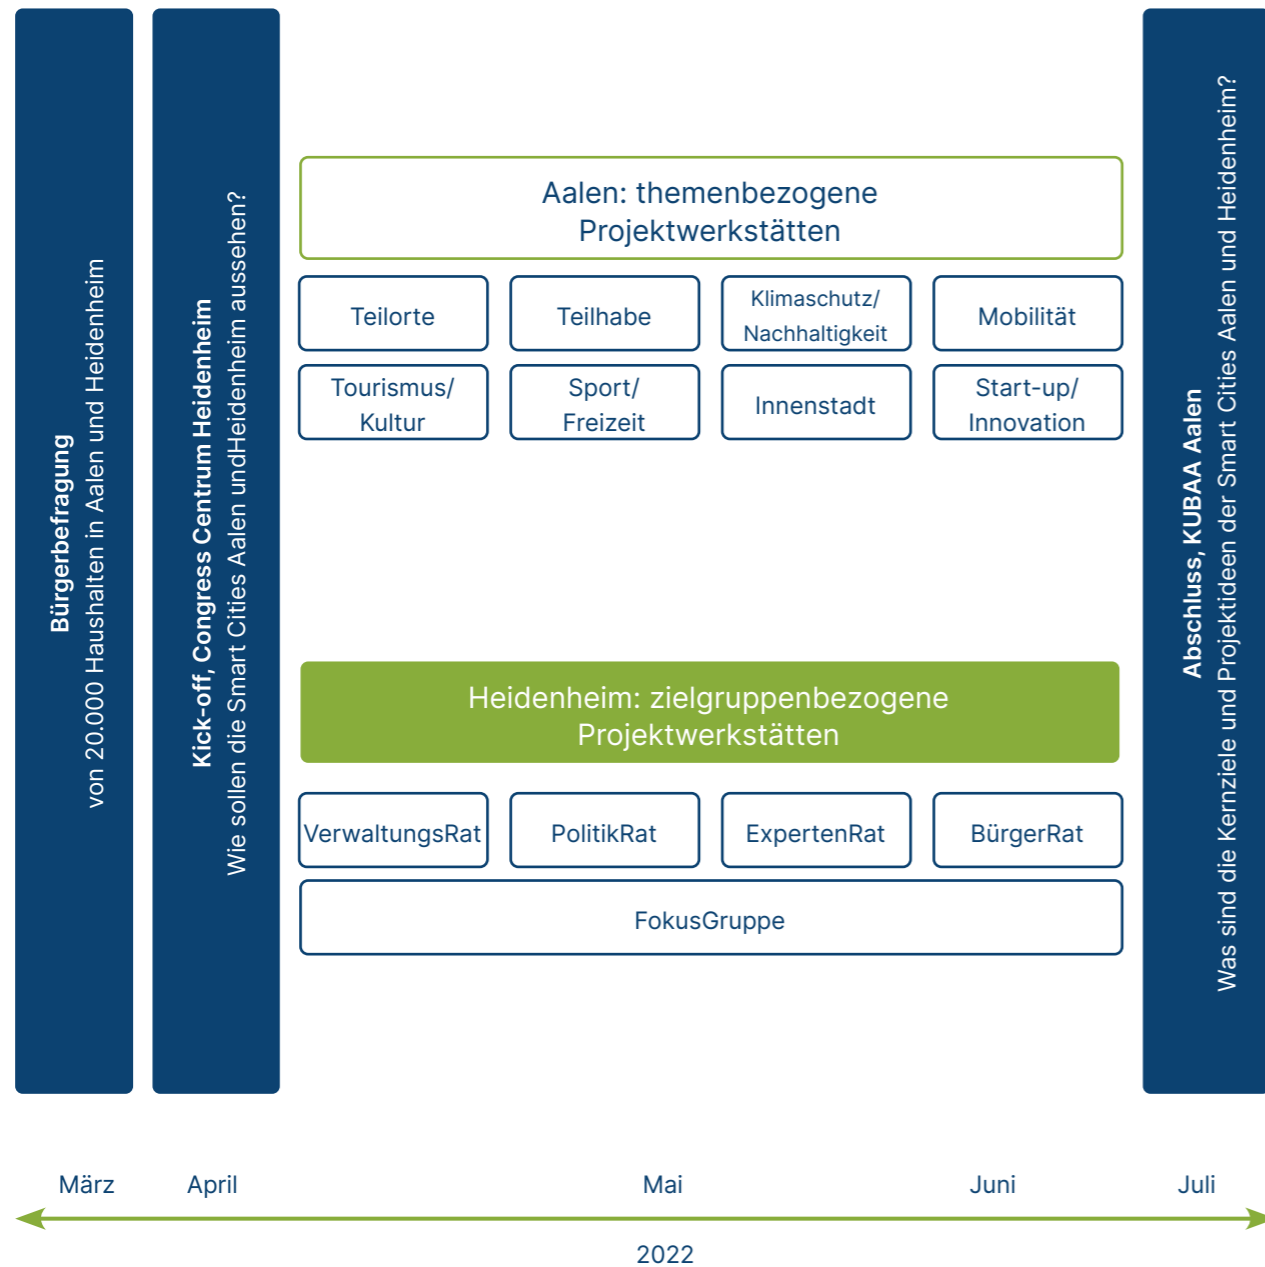 Bürgerbefragung
von 20.000 Haushalten in Aalen und Heidenheim
Kick-off, Congress Centrum Heidenheim
Wie sollen die Smart Cities Aalen undHeidenheim aussehen?
Aalen: themenbezogene
Projektwerkstätten
Teilorte
Teilhabe
Klimaschutz/
Nachhaltigkeit
Mobilität
Tourismus/
Kultur
Sport/
Freizeit
Innenstadt
Start-up/
Innovation
Heidenheim: zielgruppenbezogene
Projektwerkstätten
VerwaltungsRat
PolitikRat
ExpertenRat
BürgerRat
FokusGruppe
Abschluss, KUBAA Aalen
Was sind die Kernziele und Projektideen der Smart Cities Aalen und Heidenheim?
März
April
Mai
Juni
Juli
2022